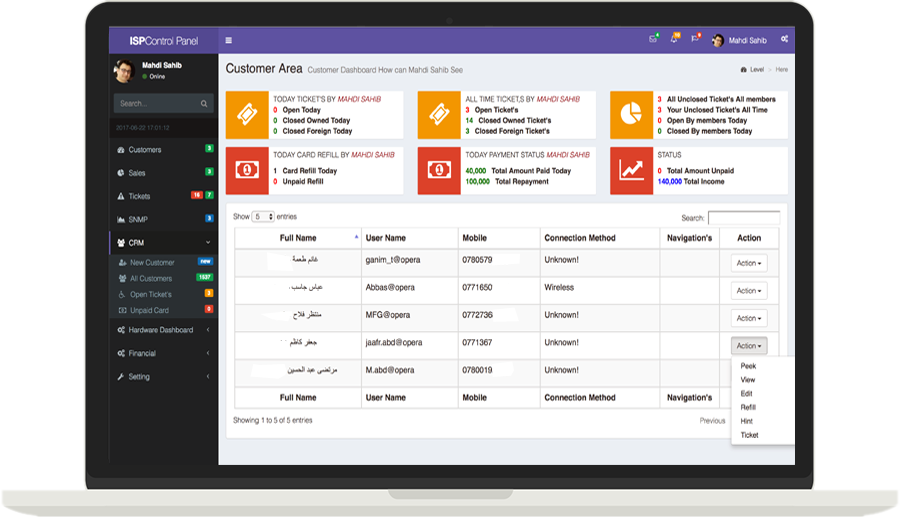 ISPControl Panel
4
10
9
Mahdi Sahib
Mahdi Sahib
Online
Search...
2017-06-22 17:01:12
Customers 3
Sales 3
Tickets 16 7
SNMP 3
CRM
New Customer new
All Customers 1537
Open Ticket's 3
Unpaid Card 0
Hardware Dashboard
Financial
Setting
Customer Area Customer Dashboard How can Mahdi Sahib See
Level > Here
TODAY TICKET'S BY MAHDI SAHIB
0 Open Today
0 Closed Owned Today
0 Closed Foreign Today
ALL TIME TICKET,S BY MAHDI SAHIB
3 Open Ticket's
14 Closed Owned Ticket's
3 Closed Foreign Ticket's
3 All Unclosed Ticket's All members
3 Your Unclosed Ticket's All Time
0 Open By members Today
0 Closed By members Today
TODAY CARD REFILL BY MAHDI SAHIB
1 Card Refill Today
0 Unpaid Refill
TODAY PAYMENT STATUS MAHDI SAHIB
40,000 Total Amount Paid Today
100,000 Total Repayment
STATUS
0 Total Amount Unpaid
140,000 Total Income
Show 5 entries
Search:
Full Name User Name Mobile Connection Method Navigation's Action
غانم طعمة ganim_t@opera 0780579 Unknown! Action
عباس جاسب Abbas@opera 0771650 Wireless Action
منتظر فلاح MFG@opera 0772736 Unknown! Action
جعفر كاظم jaafr.abd@opera 0771367 Unknown! Action
مرتضى عبد الحسين M.abd@opera 0780019 Unknown!
Full Name User Name Mobile Connection Method Navigation's
Showing 1 to 5 of 5 entries
Previous
Peek
View
Edit
Refill
Hint
Ticket